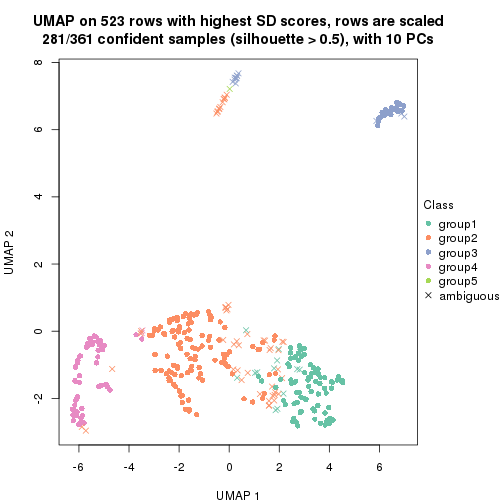 UMAP on 523 rows with highest SD scores, rows are scaled
281/361 confident samples (silhouette > 0.5), with 10 PCs
8
6
4
2
0
-2
UMAP 2
-6
-4
-2
0
2
4
6
UMAP 1
Class
group1
group2
group3
group4
group5
ambiguous